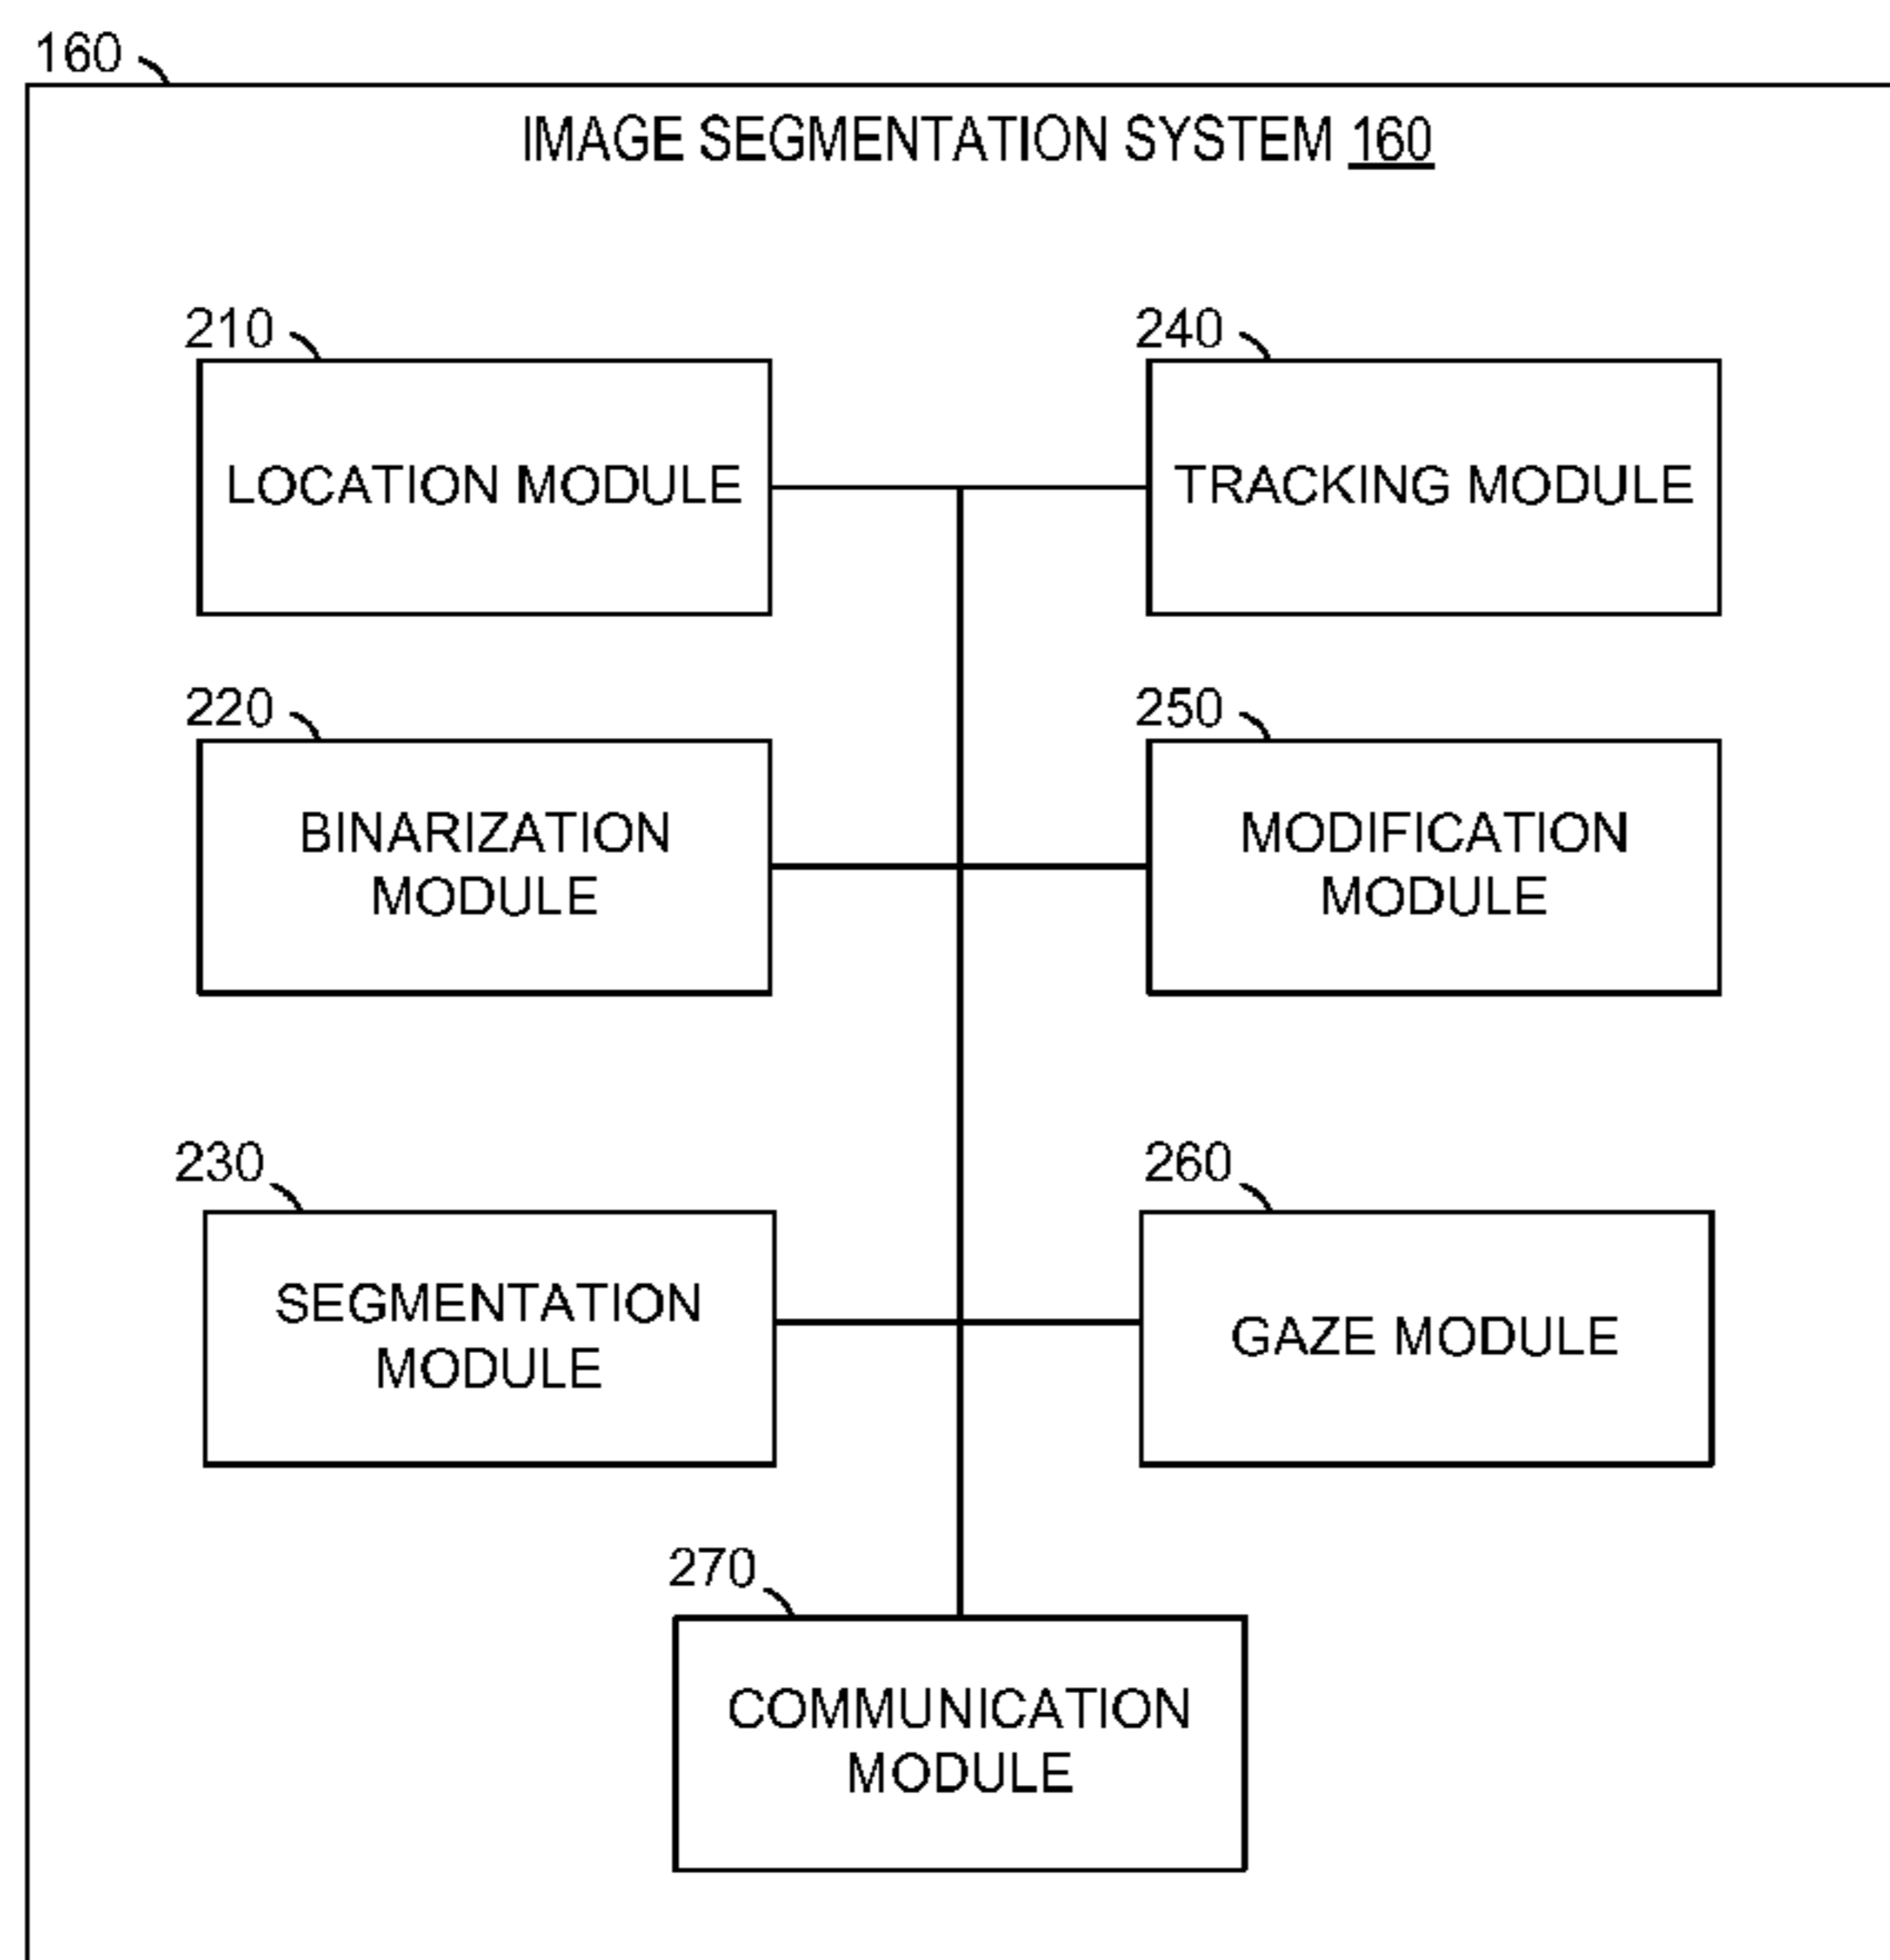 160
IMAGE SEGMENTATION SYSTEM 160
210
LOCATION MODULE
240
TRACKING MODULE
220
BINARIZATION
MODULE
250
MODIFICATION
MODULE
230
SEGMENTATION
MODULE
260
GAZE MODULE
270
COMMUNICATION
MODULE